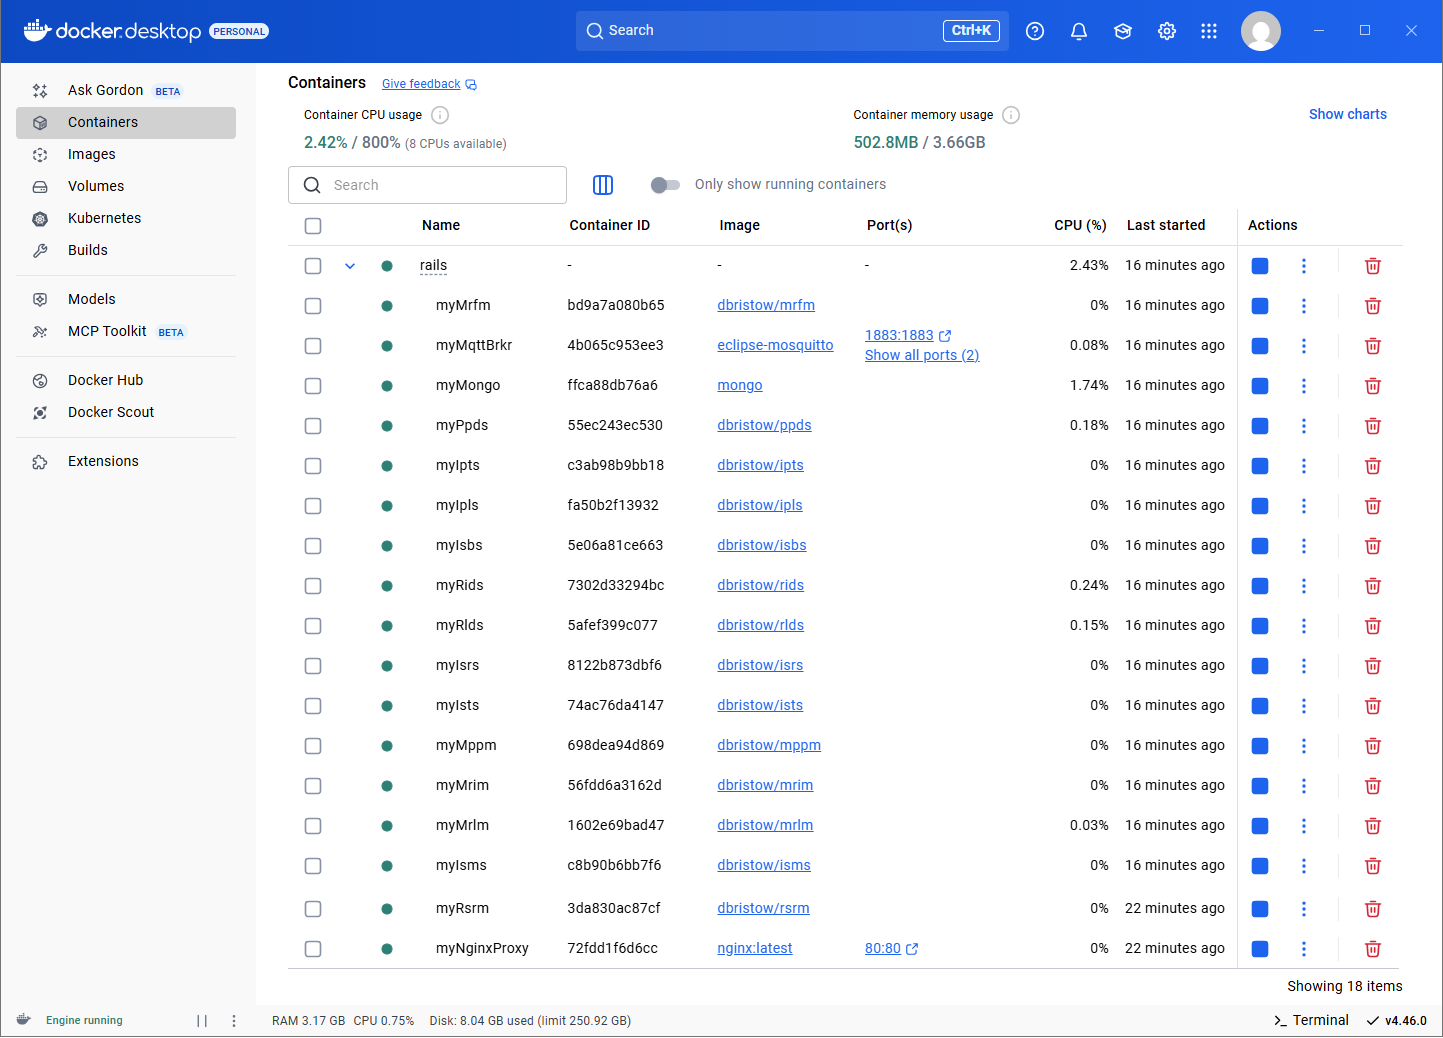 docker.desktop PERSONAL Search Ctrl+K
Ask Gordon BETA
Containers
Images
Volumes
Kubernetes
Builds
Models
MCP Toolkit BETA
Docker Hub
Docker Scout
Extensions
Containers Give feedback
Container CPU usage
2.42% / 800% (8 CPUs available)
Container memory usage
502.8MB / 3.66GB
Show charts
Search
Only show running containers
Name Container ID Image Port(s) CPU (%) Last started Actions
rails - - - 2.43% 16 minutes ago
myMrfm bd9a7a080b65 dbristow/mrfm 0% 16 minutes ago
myMqttBrkr 4b065c953ee3 eclipse-mosquitto 1883:1883 0.08% 16 minutes ago
Show all ports (2)
myMongo ffca88db76a6 mongo 1.74% 16 minutes ago
myPpds 55ec243ec530 dbristow/ppds 0.18% 16 minutes ago
myIpts c3ab98b9bb18 dbristow/ipts 0% 16 minutes ago
myIpls fa50b2f13932 dbristow/ipls 0% 16 minutes ago
myIsbs 5e06a81ce663 dbristow/isbs 0% 16 minutes ago
myRids 7302d33294bc dbristow/rids 0.24% 16 minutes ago
myRlds 5afef399c077 dbristow/rlds 0.15% 16 minutes ago
myIsrs 8122b873dbf6 dbristow/isrs 0% 16 minutes ago
myIsts 74ac76da4147 dbristow/ists 0% 16 minutes ago
myMppm 698dea94d869 dbristow/mppm 0% 16 minutes ago
myMrim 56fdd6a3162d dbristow/mrim 0% 16 minutes ago
myMrlm 1602e69bad47 dbristow/mrlm 0.03% 16 minutes ago
myIsms c8b90b6bb7f6 dbristow/isms 0% 16 minutes ago
myRsrm 3da830ac87cf dbristow/rsrm 0% 22 minutes ago
myNginxProxy 72fdd1f6d6cc nginx:latest 80:80 0% 22 minutes ago
Showing 18 items
Engine running RAM 3.17 GB CPU 0.75% Disk: 8.04 GB used (limit 250.92 GB) >_ Terminal v4.46.0